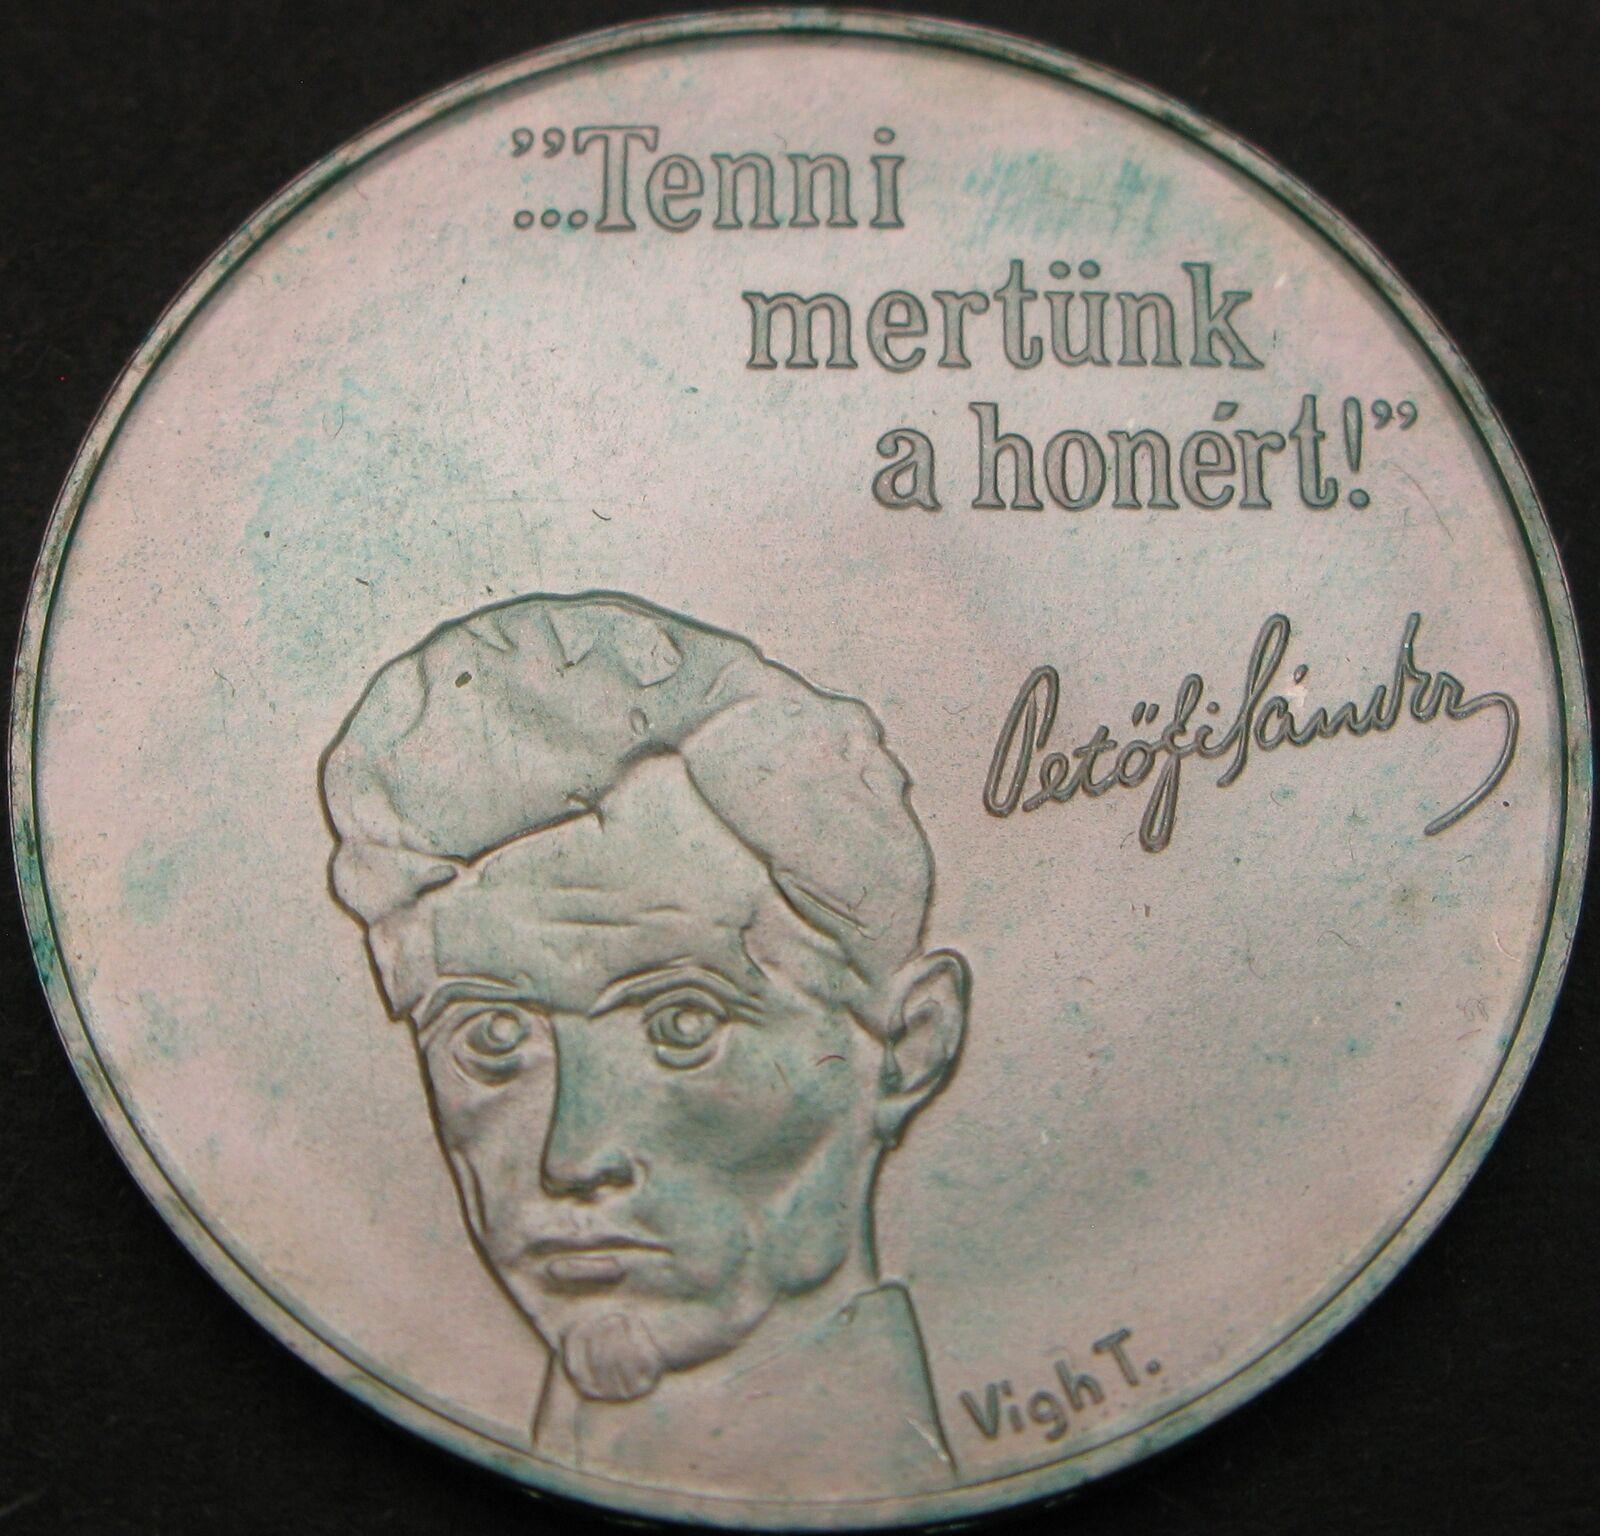 ”...Tenni
mertünk
a honért!”
Petőfi Sándor
Vigh T.